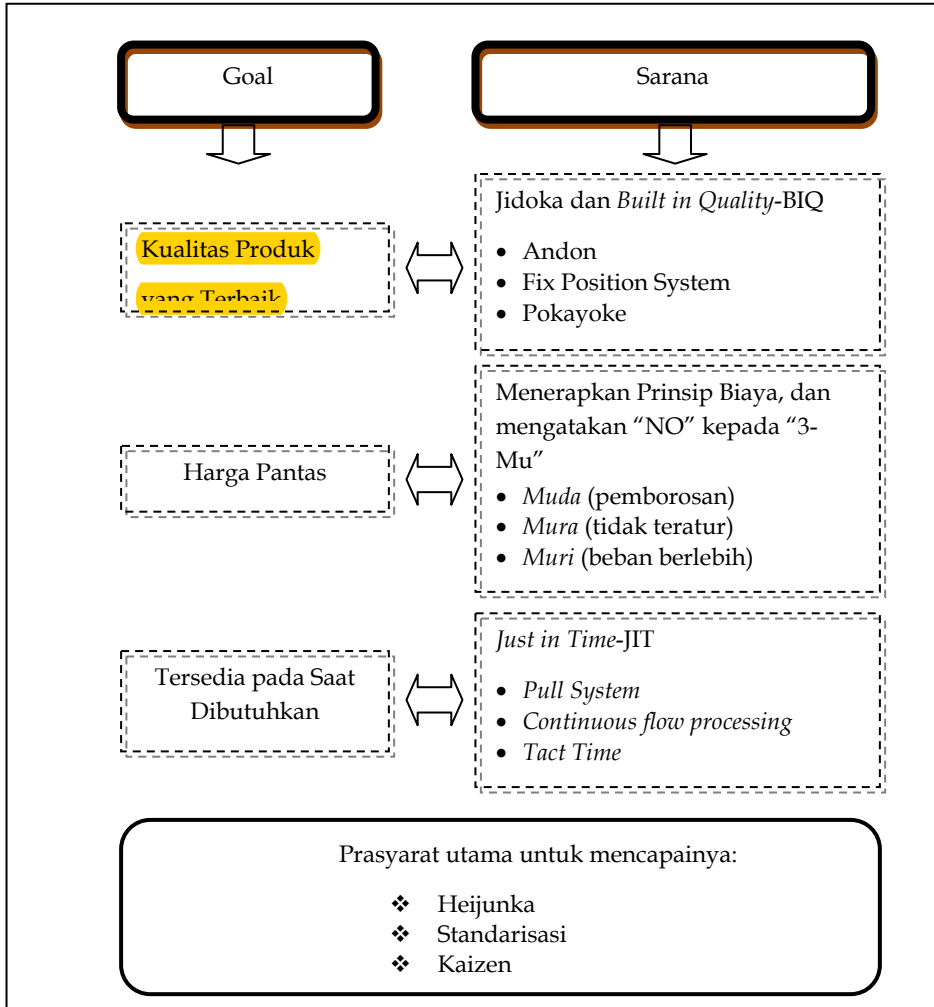 Goal
Sarana
Kualitas Produk
yang Terbaik
Jidoka dan Built in Quality-BIQ
• Andon
• Fix Position System
• Pokayoke
Harga Pantas
Menerapkan Prinsip Biaya, dan
mengatakan “NO” kepada “3-
Mu”
• Muda (pemborosan)
• Mura (tidak teratur)
• Muri (beban berlebih)
Tersedia pada Saat
Dibutuhkan
Just in Time-JIT
• Pull System
• Continuous flow processing
• Tact Time
Prasyarat utama untuk mencapainya:
❖ Heijunka
❖ Standarisasi
❖ Kaizen